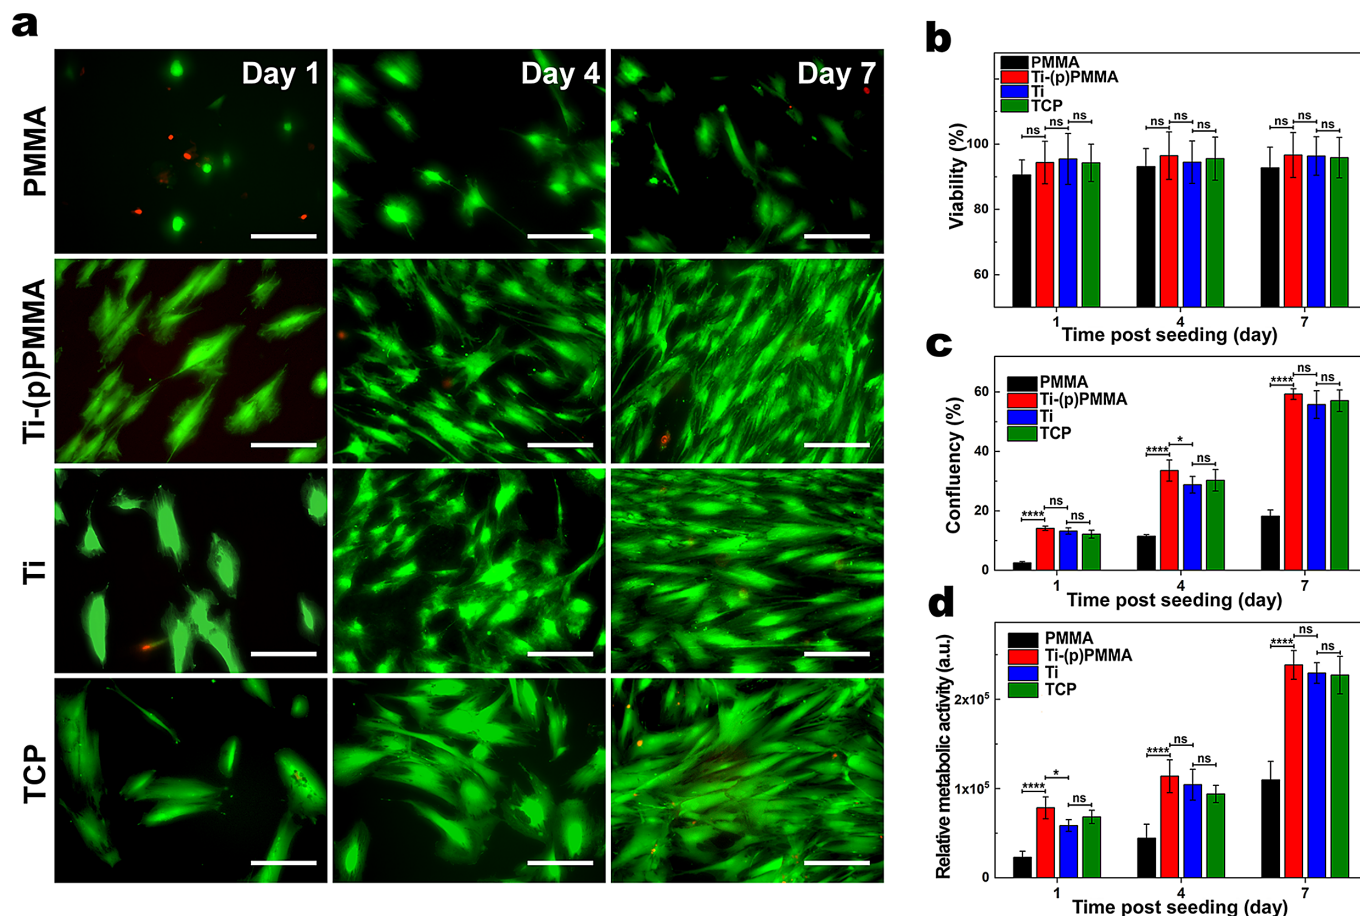 a
Day 1
Day 4
Day 7
PMMA
Ti-(p)PMMA
Ti
TCP
b
PMMA
Ti-(p)PMMA
Ti
TCP
Viability (%)
100
80
60
ns
ns
ns
ns
ns
ns
ns
ns
ns
1
4
7
Time post seeding (day)
c
PMMA
Ti-(p)PMMA
Ti
TCP
Confluency (%)
60
40
20
0
****
ns
ns
****
*
ns
****
ns
ns
1
4
7
Time post seeding (day)
d
PMMA
Ti-(p)PMMA
Ti
TCP
Relative metabolic activity (a.u.)
2x10⁵
1x10⁵
0
****
*
ns
****
ns
ns
****
ns
ns
1
4
7
Time post seeding (day)